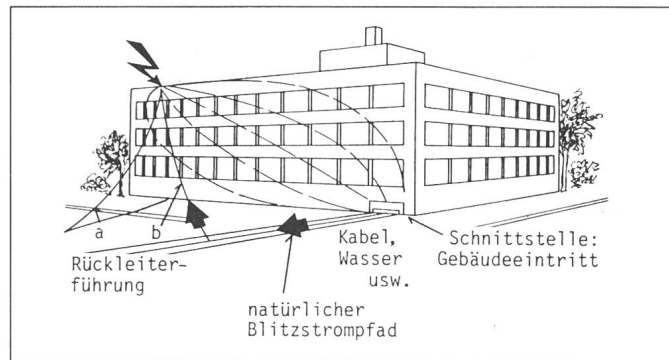 a
b
Rückleiter-
führung
natürlicher
Blitzstrompfad
Kabel,
Wasser
usw.
Schnittstelle:
Gebäudeeintritt